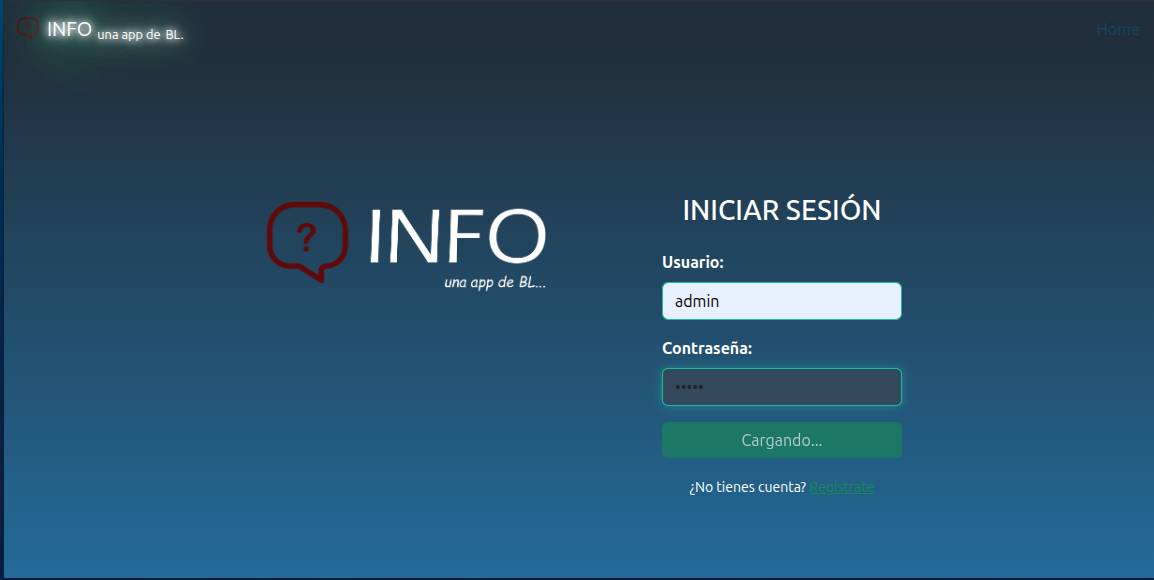 INFO una app de BL.
Home
INFO
una app de BL...
INICIAR SESIÓN
Usuario:
admin
Contraseña:
•••••
Cargando...
¿No tienes cuenta? Regístrate